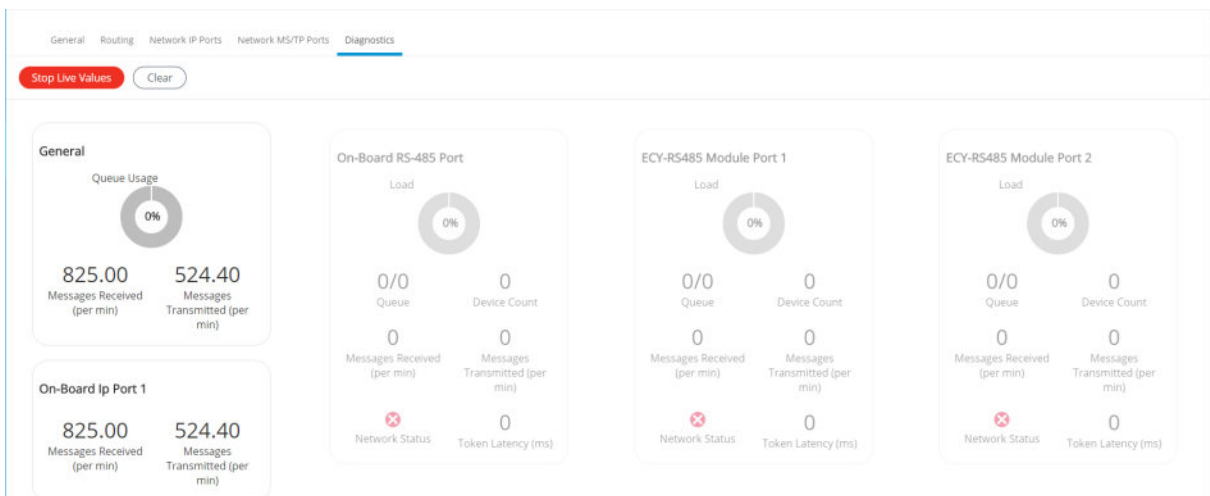 General Routing Network IP Ports Network MS/TP Ports Diagnostics
Stop Live Values Clear
General
Queue Usage
0%
825.00 524.40
Messages Received Messages
(per min) Transmitted (per
min)
On-Board Ip Port 1
825.00 524.40
Messages Received Messages
(per min) Transmitted (per
min)
On-Board RS-485 Port
Load
0%
0/0 0
Queue Device Count
0 0
Messages Received Messages
(per min) Transmitted (per
min)
0
Network Status Token Latency (ms)
ECY-RS485 Module Port 1
Load
0%
0/0 0
Queue Device Count
0 0
Messages Received Messages
(per min) Transmitted (per
min)
0
Network Status Token Latency (ms)
ECY-RS485 Module Port 2
Load
0%
0/0 0
Queue Device Count
0 0
Messages Received Messages
(per min) Transmitted (per
min)
0
Network Status Token Latency (ms)